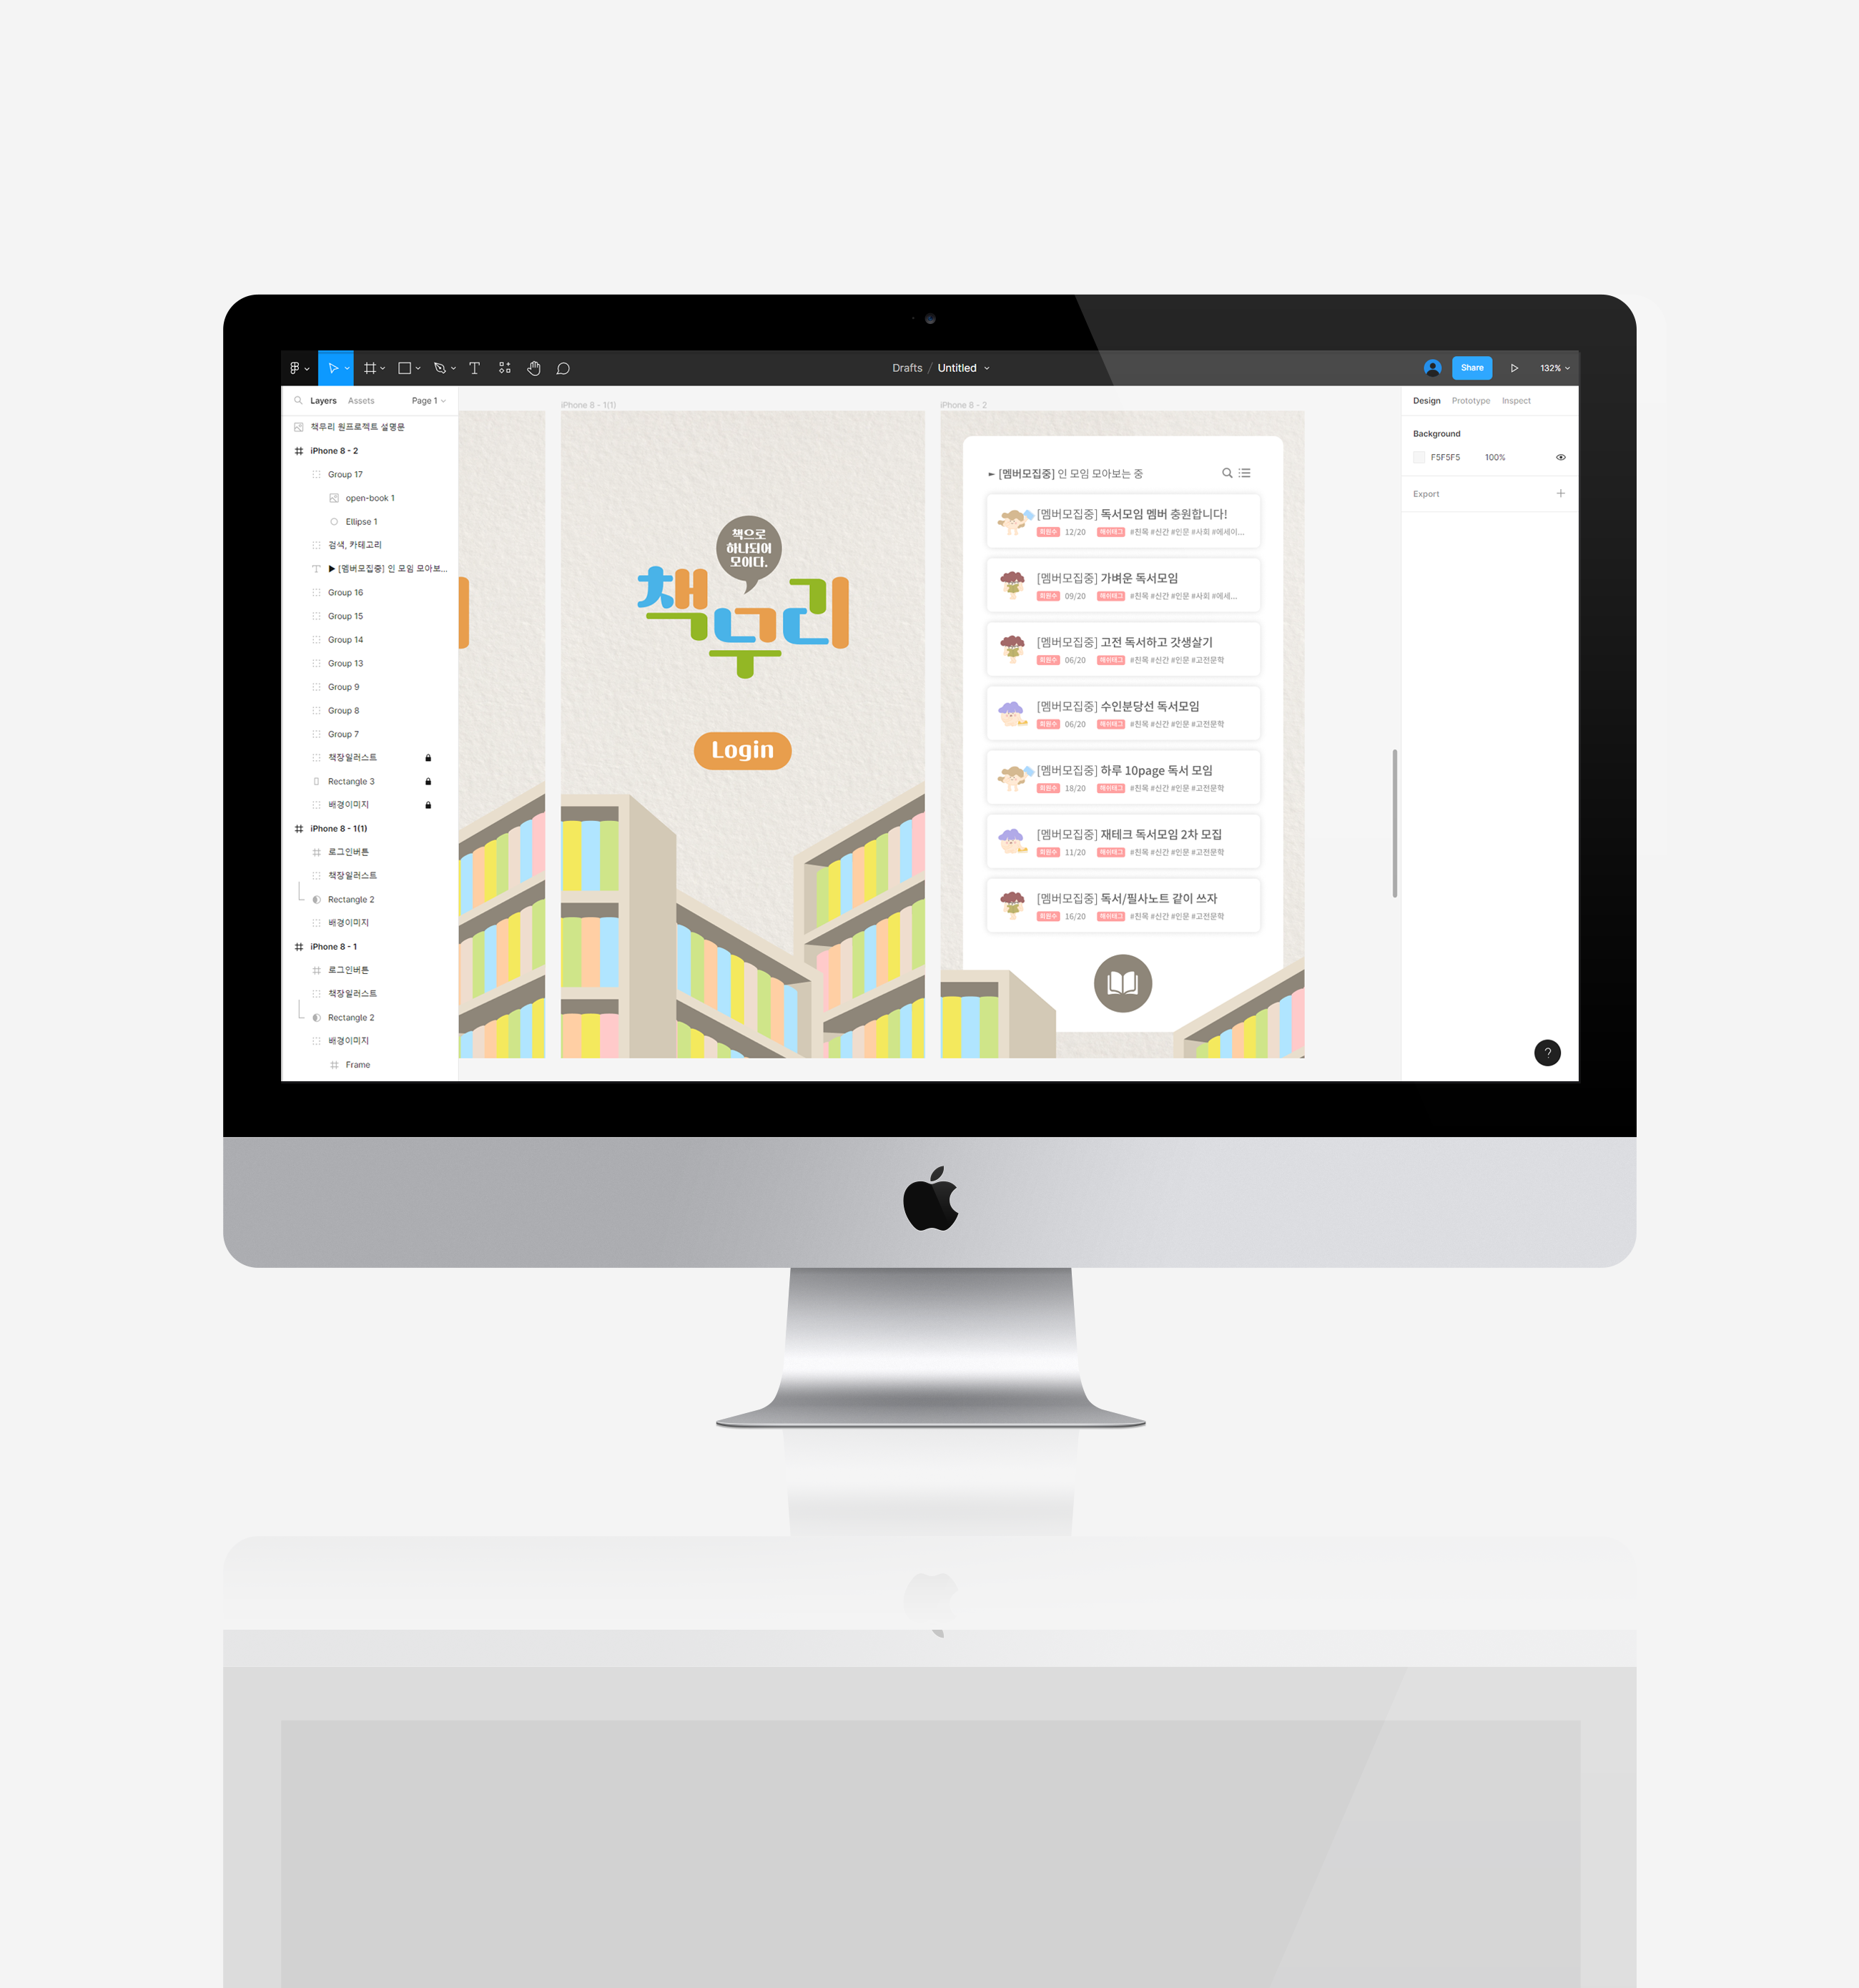 Drafts / Untitled
Share
132%
Layers
Assets
Page 1
책무리 원프로젝트 설명문
iPhone 8 - 2
Group 17
open-book 1
Ellipse 1
검색, 카테고리
▶ [멤버모집중] 인 모임 모아보...
Group 16
Group 15
Group 14
Group 13
Group 9
Group 8
Group 7
책장일러스트
Rectangle 3
배경이미지
iPhone 8 - 1(1)
로그인버튼
책장일러스트
Rectangle 2
배경이미지
iPhone 8 - 1
로그인버튼
책장일러스트
Rectangle 2
배경이미지
Frame
iPhone 8 - 1(1)
책으로
하나되어
모이다.
책무리
Login
iPhone 8 - 2
► [멤버모집중] 인 모임 모아보는 중
[멤버모집중] 독서모임 멤버 충원합니다!
회원수 12/20 해쉬태그 #친목 #신간 #인문 #사회 #에세이...
[멤버모집중] 가벼운 독서모임
회원수 09/20 해쉬태그 #친목 #신간 #인문 #사회 #에세...
[멤버모집중] 고전 독서하고 갓생살기
회원수 06/20 해쉬태그 #친목 #신간 #인문 #고전문학
[멤버모집중] 수인분당선 독서모임
회원수 06/20 해쉬태그 #친목 #신간 #인문 #고전문학
[멤버모집중] 하루 10page 독서 모임
회원수 18/20 해쉬태그 #친목 #신간 #인문 #고전문학
[멤버모집중] 재테크 독서모임 2차 모집
회원수 11/20 해쉬태그 #친목 #신간 #인문 #고전문학
[멤버모집중] 독서/필사노트 같이 쓰자
회원수 16/20 해쉬태그 #친목 #신간 #인문 #고전문학
Design
Prototype
Inspect
Background
F5F5F5
100%
Export
?